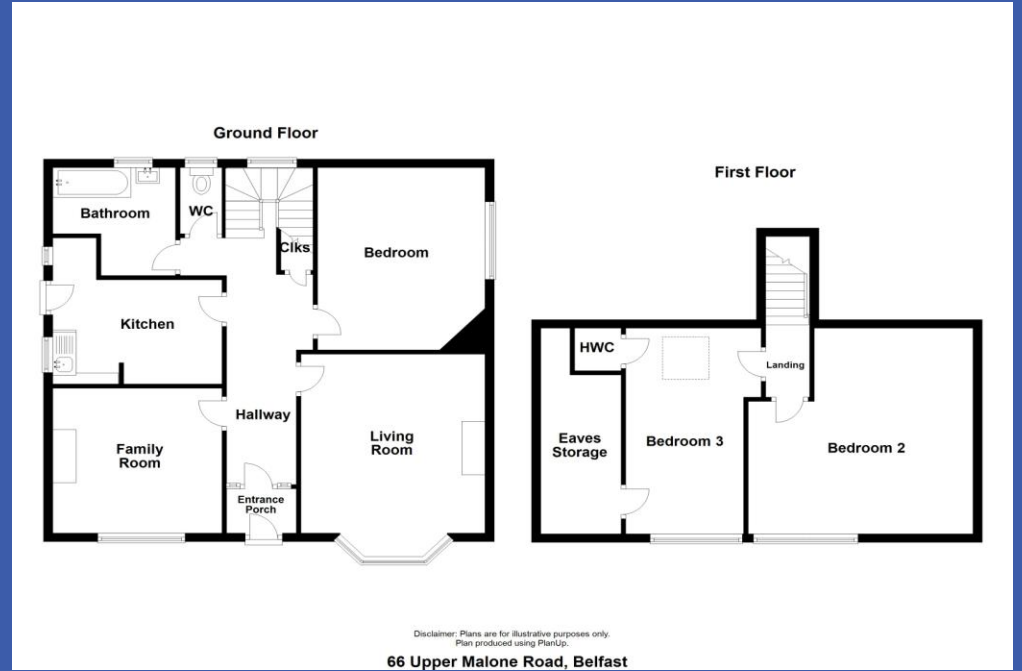 Ground Floor
Bathroom
WC
Clks
Bedroom
Kitchen
Hallway
Family
Room
Living
Room
Entrance
Porch
First Floor
HWC
Landing
Bedroom 3
Bedroom 2
Eaves
Storage
Disclaimer: Plans are for illustrative purposes only.
Plan produced using PlanUp.
66 Upper Malone Road, Belfast